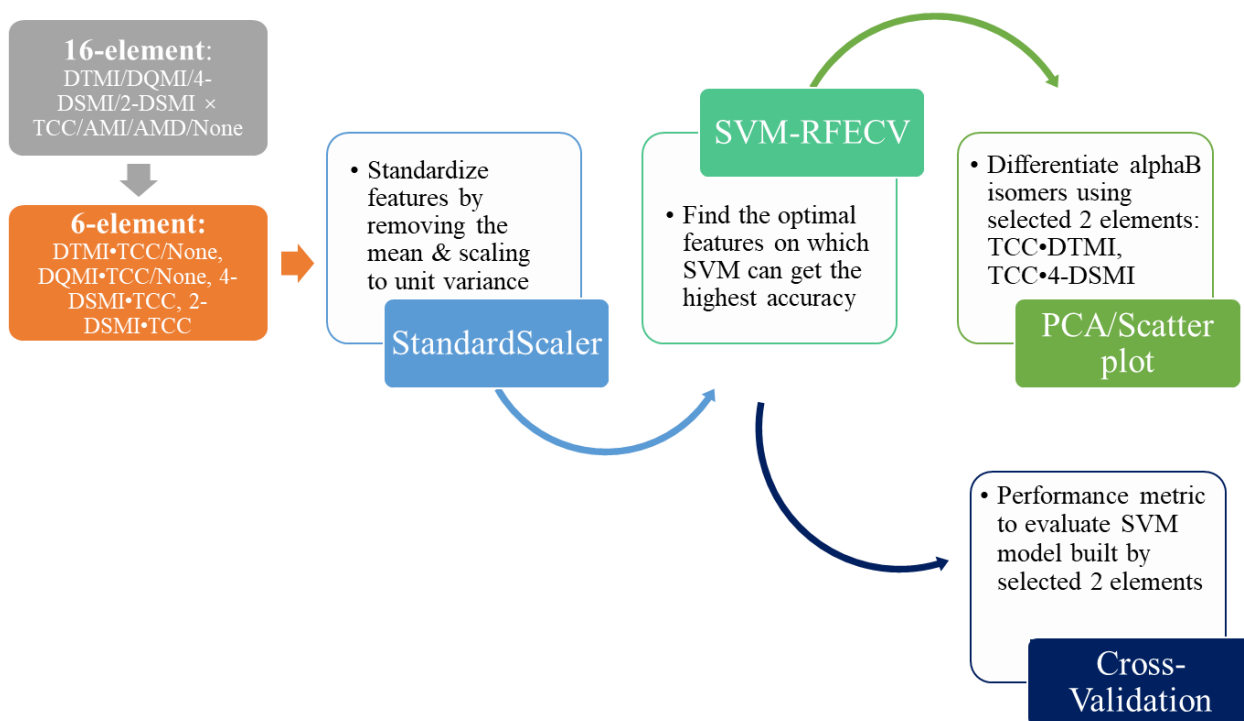 16-element:
DTMI/DQMI/4-
DSMI/2-DSMI ×
TCC/AMI/AMD/None
6-element:
DTMI•TCC/None,
DQMI•TCC/None, 4-
DSMI•TCC, 2-
DSMI•TCC
• Standardize
features by
removing the
mean & scaling
to unit variance
StandardScaler
SVM-RFECV
• Find the optimal
features on which
SVM can get the
highest accuracy
• Differentiate alphaB
isomers using
selected 2 elements:
TCC•DTMI,
TCC•4-DSMI
PCA/Scatter
plot
• Performance metric
to evaluate SVM
model built by
selected 2 elements
Cross-
Validation